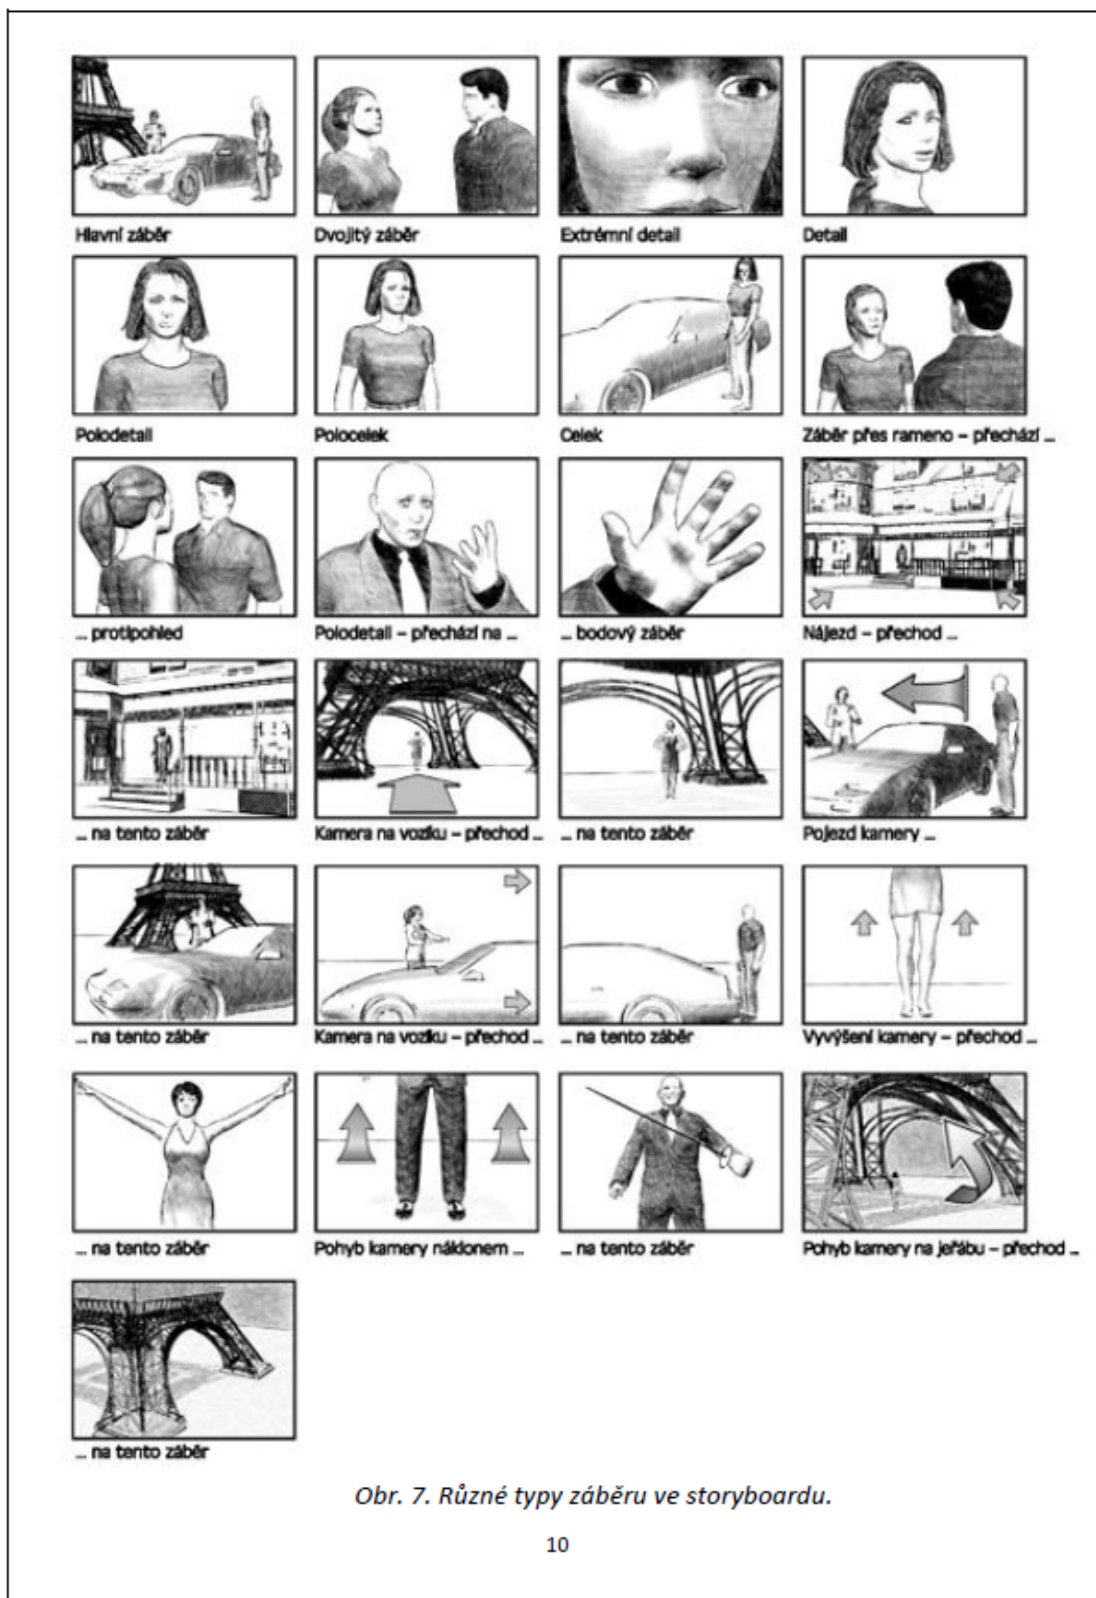 Hlavní záběr
Dvojitý záběr
Extrémní detail
Detail
Polodetail
Polocelek
Celek
Záběr přes rameno – přechází ...
... protipohled
Polodetail – přechází na ...
... bodový záběr
Nájezd – přechod ...
... na tento záběr
Kamera na vozíku – přechod ...
... na tento záběr
Pojezd kamery ...
... na tento záběr
Kamera na vozíku – přechod ...
... na tento záběr
Vyvýšení kamery – přechod ...
... na tento záběr
Pohyb kamery náklonem ...
... na tento záběr
Pohyb kamery na jeřábu – přechod ...
... na tento záběr
Obr. 7. Různé typy záběru ve storyboardu.
10